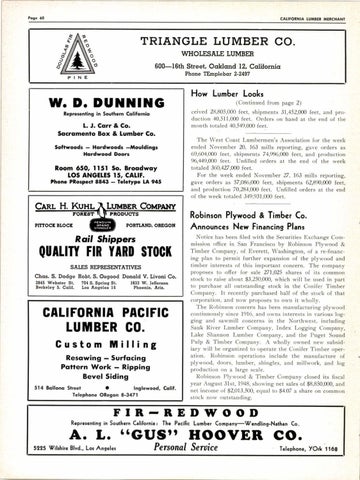 Page 60
CALIFORNIA LUMBER MERCHANT
DOUGLAS FIR
REDWOOD
PINE
TRIANGLE LUMBER CO.
WHOLESALE LUMBER
600—16th Street, Oakland 12, California
Phone TEmplebar 2-2497
W. D. DUNNING
Representing in Southern California
L. J. Carr & Co.
Sacramento Box & Lumber Co.
Softwoods — Hardwoods —Mouldings
Hardwood Doors
Room 650, 1151 So. Broadway
LOS ANGELES 15, CALIF.
Phone PRospect 8843 — Teletype LA 945
CARL H. KUHL LUMBER COMPANY
FOREST PRODUCTS
PITTOCK BLOCK
PORTLAND, OREGON
Rail Shippers
QUALITY FIR YARD STOCK
SALES REPRESENTATIVES
Chas. S. Dodge Robt. S. Osgood Donald V. Livoni Co.
Berkeley 5, Calif. Los Angeles 15 Phoenix, Ariz.
CALIFORNIA PACIFIC
LUMBER CO.
Custom Milling
Resawing – Surfacing
Pattern Work – Ripping
Bevel Siding
514 Ballona Street
Inglewood, Calif.
Telephone ORegon 8-3471
How Lumber Looks
(Continued from page 2)
ceived 28,803,000 feet, shipments 31,452,000 feet, and pro-
duction 40,511,000 feet. Orders on hand at the end of the
month totaled 40,549,000 feet.
The West Coast Lumbermen's Association for the week
ended November 20, 163 mills reporting, gave orders as
69,604,000 feet, shipments 74,996,000 feet, and production
96,449,000 feet. Unfilled orders at the end of the week
totaled 360,427,000 feet.
For the week ended November 27, 163 mills reporting,
gave orders as 57,086,000 feet, shipments 62,890,000 feet,
and production 70,284,000 feet. Unfilled orders at the end
of the week totaled 349,931,000 feet.
Robinson Plywood & Timber Co.
Announces New Financing Plans
Notice has been filed with the Securities Exchange Com-
mission office in San Francisco by Robinson Plywood &
Timber Company, of Everett, Washington, of a re-financ-
ing plan to permit further expansion of the plywood and
timber interests of this important concern. The company
proposes to offer for sale 271,025 shares of its common
stock to raise about $3,250,000, which will be used in part
to purchase all outstanding stock in the Conifer Timber
Company. It recently purchased half of the stock of that
corporation, and now proposes to own it wholly.
The Robinson concern has been manufacturing plywood
continuously since 1916, and owns interests in various log-
ging and sawmill concerns in the Northwest, including
Sauk River Lumber Company, Index Logging Company,
Lake Shannon Lumber Company, and the Puget Sound
Pulp & Timber Company. A wholly owned new subsid-
iary will be organized to operate the Conifer Timber oper-
ation. Robinson operations include the manufacture of
plywood, doors, lumber, shingles, and millwork, and log
production on a large scale.
Robinson Plywood & Timber Company closed its fiscal
year August 31st, 1948, showing net sales of $8,830,000, and
net income of $2,013,300, equal to $4.07 a share on common
stock now outstanding.
FIR–REDWOOD
Representing in Southern California: The Pacific Lumber Company—Wendling-Nathan Co.
A. L. "GUS" HOOVER CO.
5225 Wilshire Blvd., Los Angeles
Personal Service
Telephone, YOrk 1168